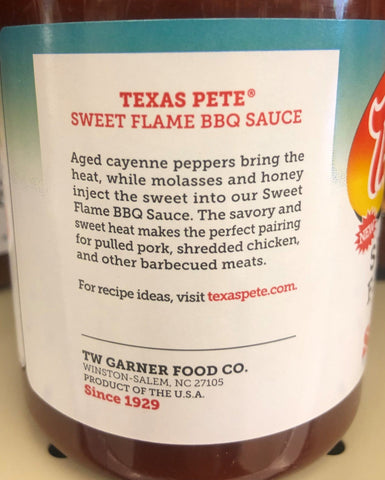 TEXAS PETE®
SWEET FLAME BBQ SAUCE
Aged cayenne peppers bring the
heat, while molasses and honey
inject the sweet into our Sweet
Flame BBQ Sauce. The savory and
sweet heat makes the perfect pairing
for pulled pork, shredded chicken,
and other barbecued meats.
For recipe ideas, visit texaspete.com.
TW GARNER FOOD CO.
WINSTON-SALEM, NC 27105
PRODUCT OF THE U.S.A.
Since 1929
NEW